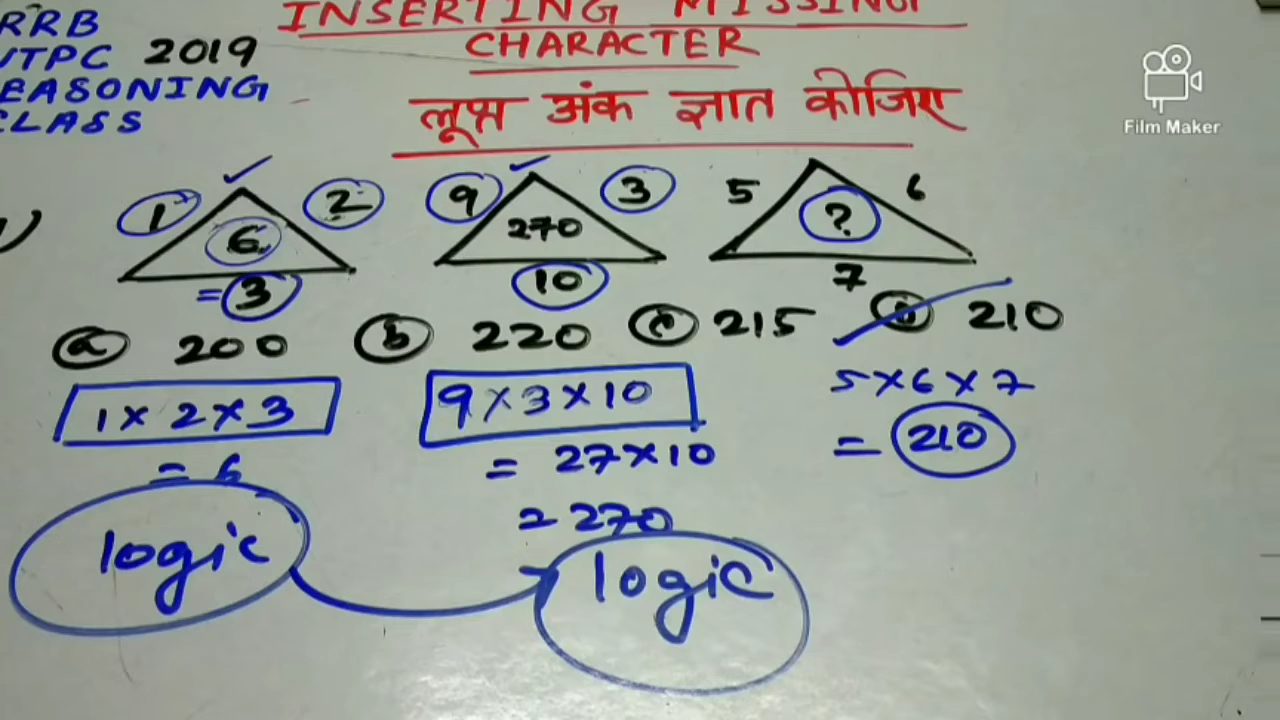 RRB
NTPC 2019
REASONING
CLASS
INSERTING MISSING
CHARACTER
लूप्त अंक ज्ञात कीजिए
Film Maker
1 2 9 3 5 6
6 270 ?
= 3 10 7
a 200 b 220 c 215 210
1 × 2 × 3 9 × 3 × 10 5 × 6 × 7
= 6 = 27 × 10 = 210
= 270
logic logic